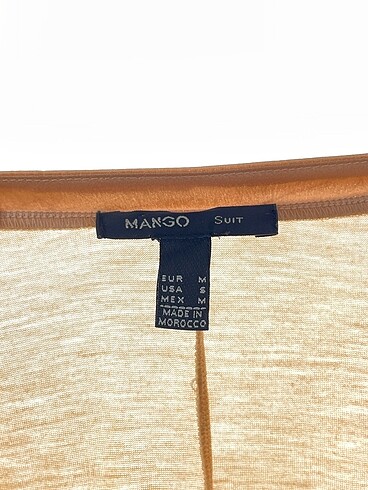 MANGO SUIT
EUR M
USA S
MEX M
MADE IN
MOROCCO